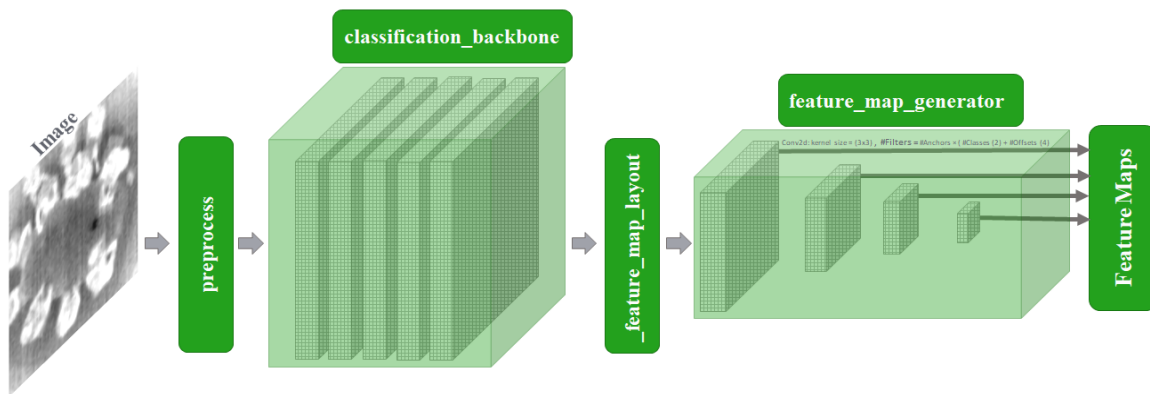 Image
preprocess
classification_backbone
_feature_map_layout
feature_map_generator
Conv2d: kernel size = (3x3) , #Filters = #Anchors ÷ ( #Classes (2) + #Offsets (4)
Feature Maps